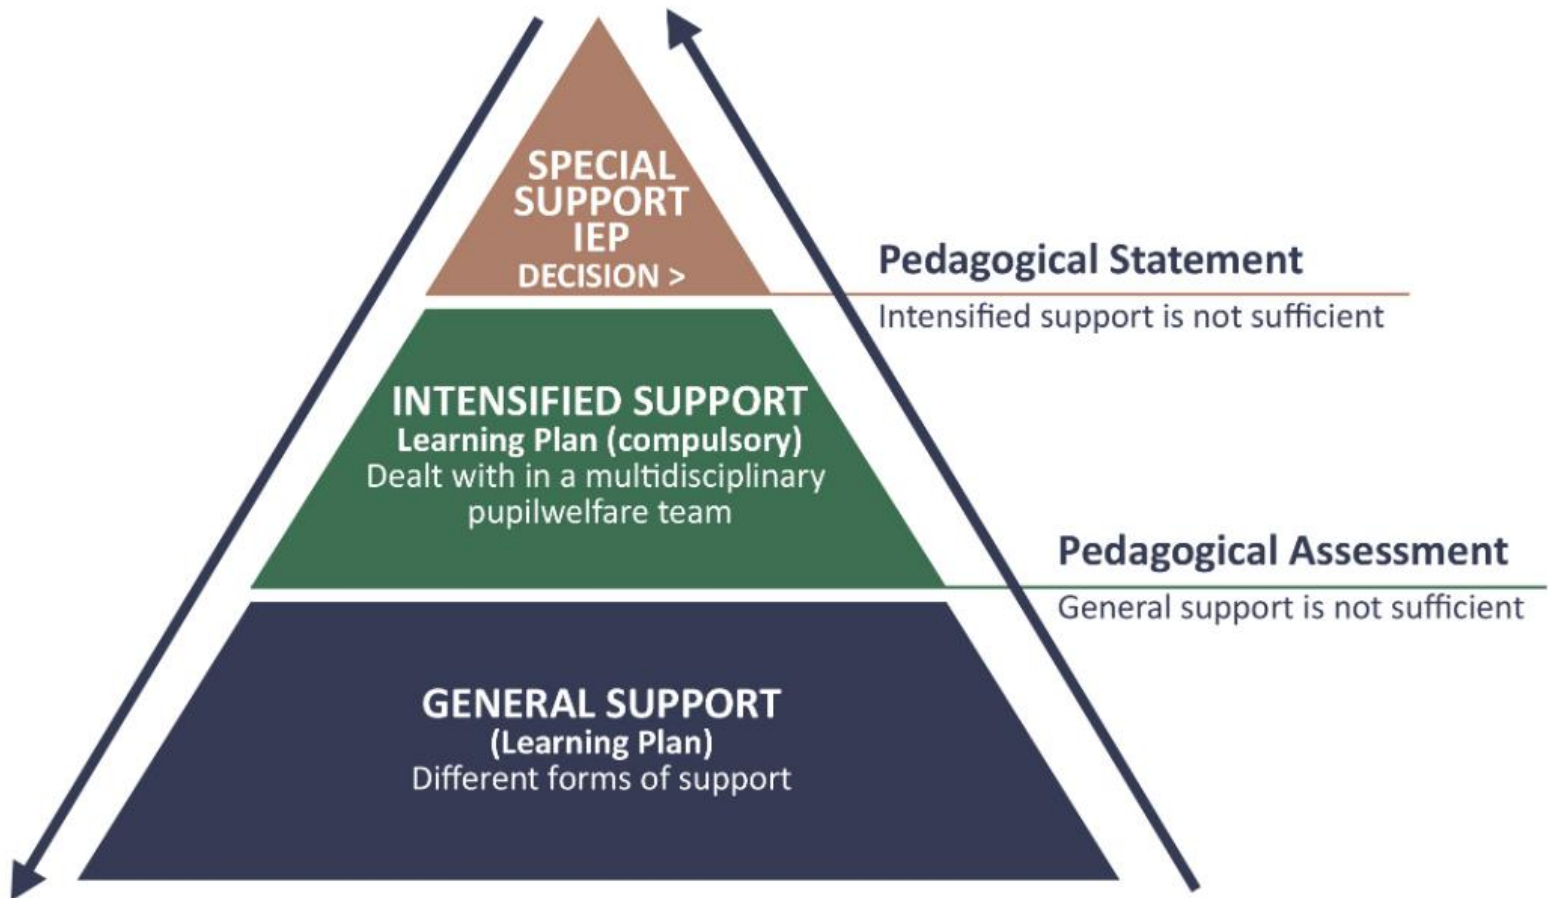 SPECIAL
SUPPORT
IEP
DECISION >
Pedagogical Statement
Intensified support is not sufficient
INTENSIFIED SUPPORT
Learning Plan (compulsory)
Dealt with in a multidisciplinary
pupilwelfare team
Pedagogical Assessment
General support is not sufficient
GENERAL SUPPORT
(Learning Plan)
Different forms of support